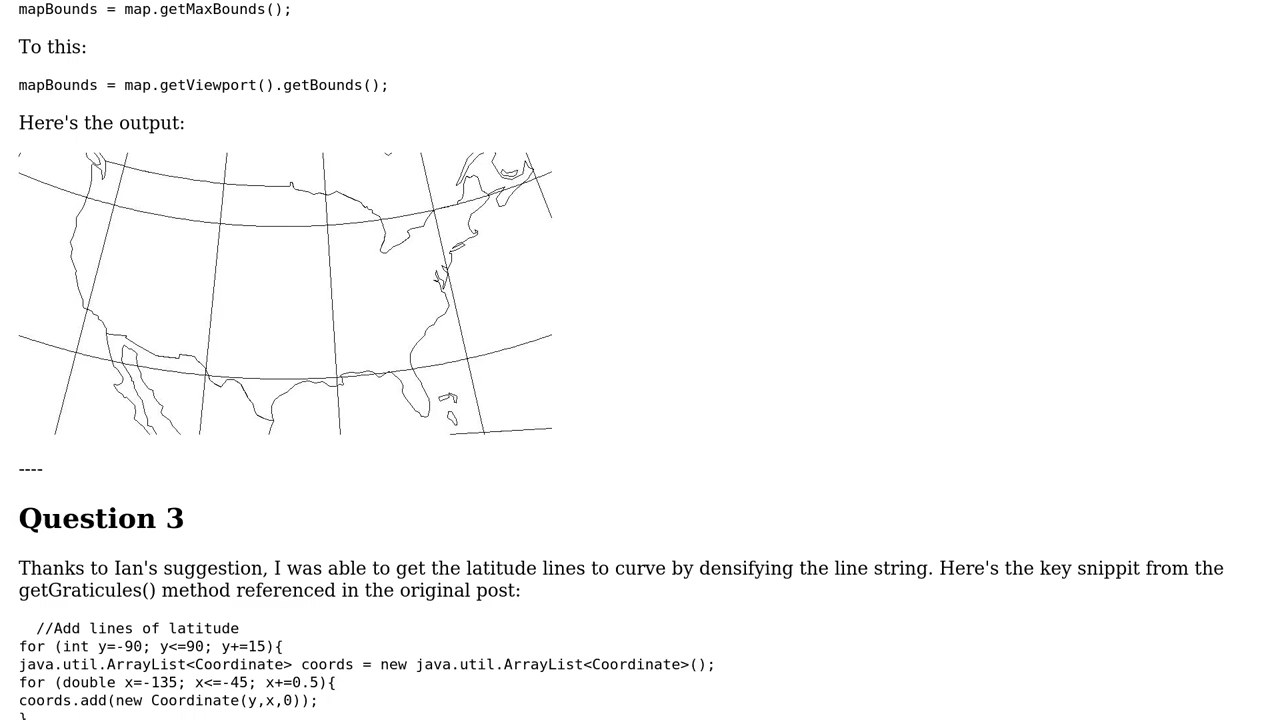 mapBounds = map.getMaxBounds();
To this:
mapBounds = map.getViewport().getBounds();
Here's the output:
----
Question 3
Thanks to Ian's suggestion, I was able to get the latitude lines to curve by densifying the line string. Here's the key snippit from the
getGraticules() method referenced in the original post:
//Add lines of latitude
for (int y=-90; y<=90; y+=15){
java.util.ArrayList<Coordinate> coords = new java.util.ArrayList<Coordinate>();
for (double x=-135; x<=-45; x+=0.5){
coords.add(new Coordinate(y,x,0));
}